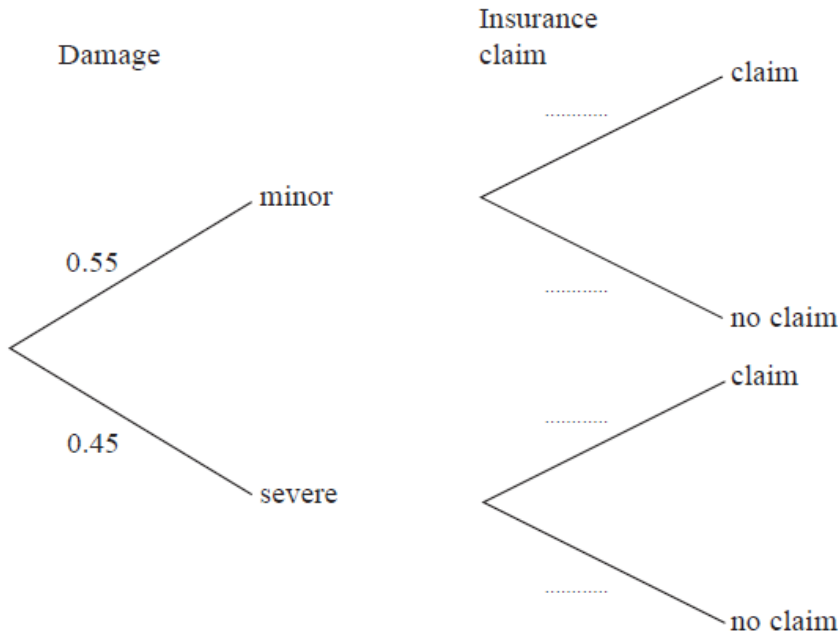 Damage
Insurance
claim
claim
minor
0.55
no claim
claim
0.45
severe
no claim